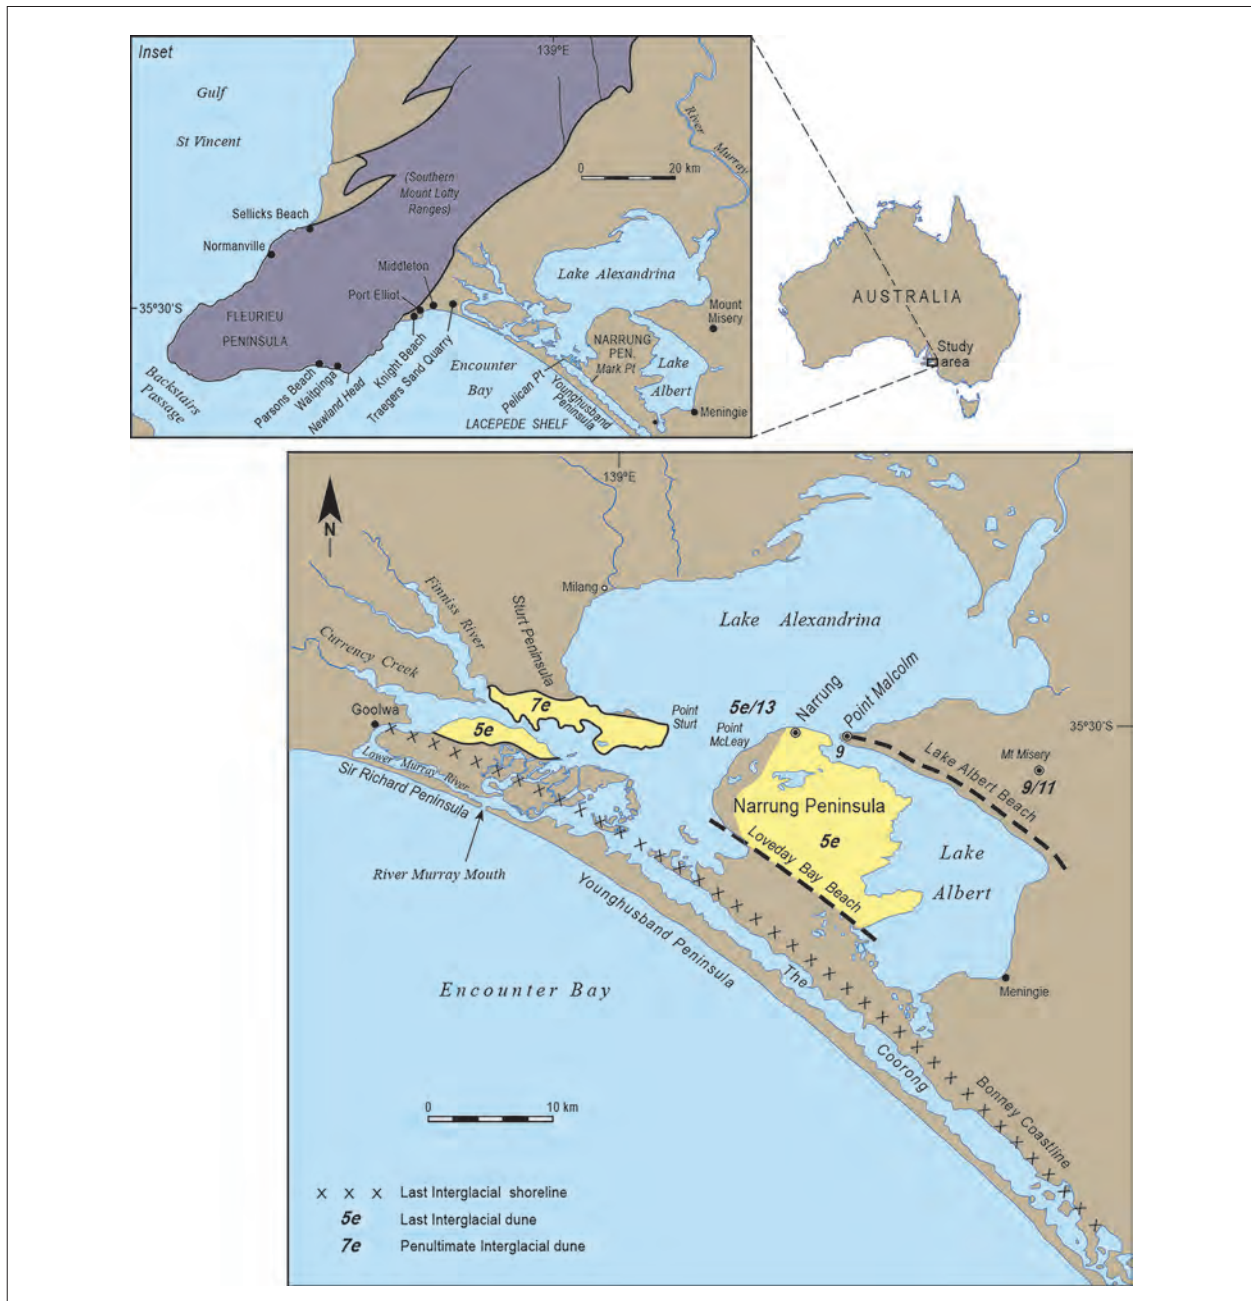 Inset
139°E
Gulf
St Vincent
River
Murray
0 20 km
(Southern
Mount Lofty
Ranges)
Sellicks Beach
Normanville
Middleton
Port Elliot
Lake Alexandrina
35°30'S
FLEURIEU
PENINSULA
Mount
Misery
NARRUNG
PEN.
Mark Pt
Lake
Albert
Encounter
Bay
Backstairs
Passage
Parsons Beach
Waitpinga
Newland Head
Knight Beach
Traegers Sand Quarry
Pelican Pt
Younghusband
Peninsula
Meningie
LACEPEDE SHELF
AUSTRALIA
Study
area
139°E
N
Milang
Finniss River
Sturt Peninsula
Currency Creek
Lake Alexandrina
Goolwa
7e
5e
Point
Sturt
5e/13
Point
McLeay
Narrung
Point Malcolm
35°30'S
9
Lake Albert Beach
Mt Misery
9/11
Lower Murray River
Sir Richard Peninsula
Narrung Peninsula
5e
Lake
Albert
Loveday Bay Beach
River Murray Mouth
Younghusband Peninsula
The
Coorong
Meningie
Encounter Bay
Bonney Coastline
0 10 km
x x x Last Interglacial shoreline
5e Last Interglacial dune
7e Penultimate Interglacial dune